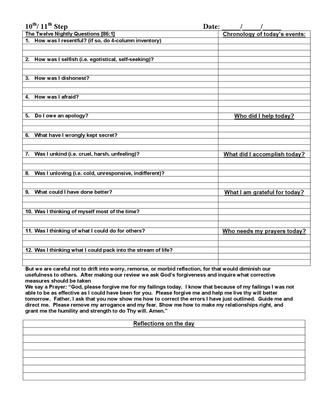 10th/ 11th Step Date: _____/_____/_____
The Twelve Nightly Questions [86:1]
Chronology of today's events:
1. How was I resentful? (if so, do 4-column inventory)
2. How was I selfish (i.e. egotistical, self-seeking)?
3. How was I dishonest?
4. How was I afraid?
5. Do I owe an apology?
Who did I help today?
6. What have I wrongly kept secret?
7. Was I unkind (i.e. cruel, harsh, unfeeling)?
What did I accomplish today?
8. Was I unloving (i.e. cold, unresponsive, indifferent)?
9. What could I have done better?
What I am grateful for today?
10. Was I thinking of myself most of the time?
11. Was I thinking of what I could do for others?
Who needs my prayers today?
12. Was I thinking what I could pack into the stream of life?
But we are careful not to drift into worry, remorse, or morbid reflection, for that would diminish our
usefulness to others. After making our review we ask God's forgiveness and inquire what corrective
measures should be taken
We say a Prayer; "God, please forgive me for my failings today. I know that because of my failings I was not
able to be as effective as I could have been for you. Please forgive me and help me live thy will better
tomorrow. Father, I ask that you now show me how to correct the errors I have just outlined. Guide me and
direct me. Please remove my arrogance and my fear. Show me how to make my relationships right, and
grant me the humility and strength to do Thy will. Amen."
Reflections on the day